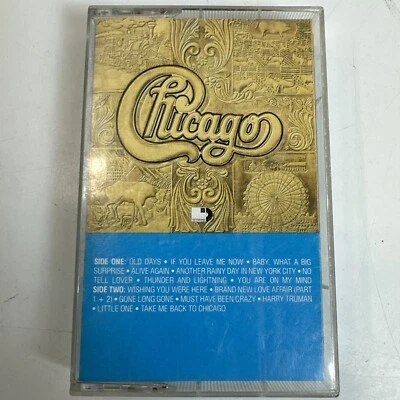 Chicago
SIDE ONE: OLD DAYS • IF YOU LEAVE ME NOW • BABY, WHAT A BIG
SURPRISE • ALIVE AGAIN • ANOTHER RAINY DAY IN NEW YORK CITY • NO
TELL LOVER • THUNDER AND LIGHTNING • YOU ARE ON MY MIND
SIDE TWO: WISHING YOU WERE HERE • BRAND NEW LOVE AFFAIR (PART
1 + 2) • GONE LONG GONE • MUST HAVE BEEN CRAZY • HARRY TRUMAN
• LITTLE ONE • TAKE ME BACK TO CHICAGO